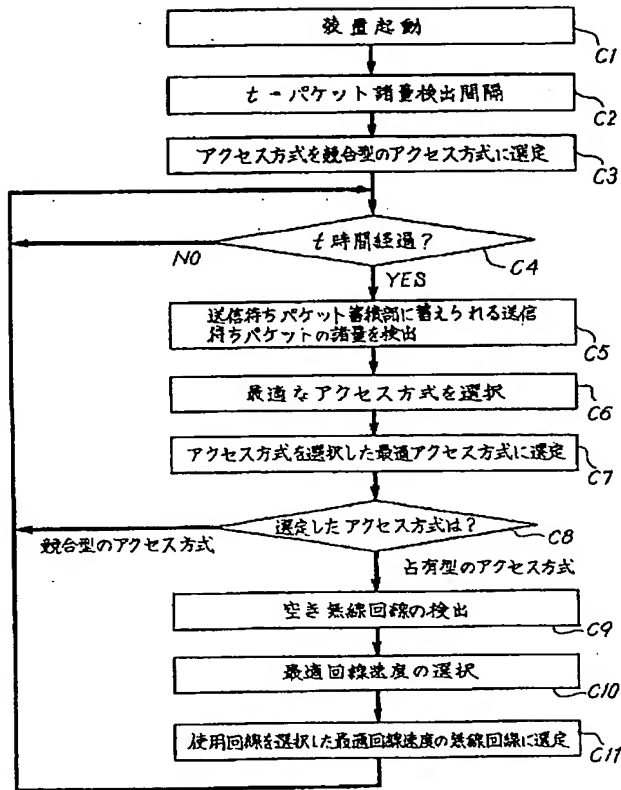 装置起動
C1
t-パケット諸量検出間隔
C2
アクセス方式を競合型のアクセス方式に選定
C3
t時間経過?
C4
NO
YES
送信待ちパケット蓄積部に蓄えられる送信
待ちパケットの諸量を検出
C5
最適なアクセス方式を選択
C6
アクセス方式を選択した最適アクセス方式に選定
C7
選定したアクセス方式は?
C8
競合型のアクセス方式
占有型のアクセス方式
空き無線回線の検出
C9
最適回線速度の選択
C10
使用回線を選択した最適回線速度の無線回線に選定
C11